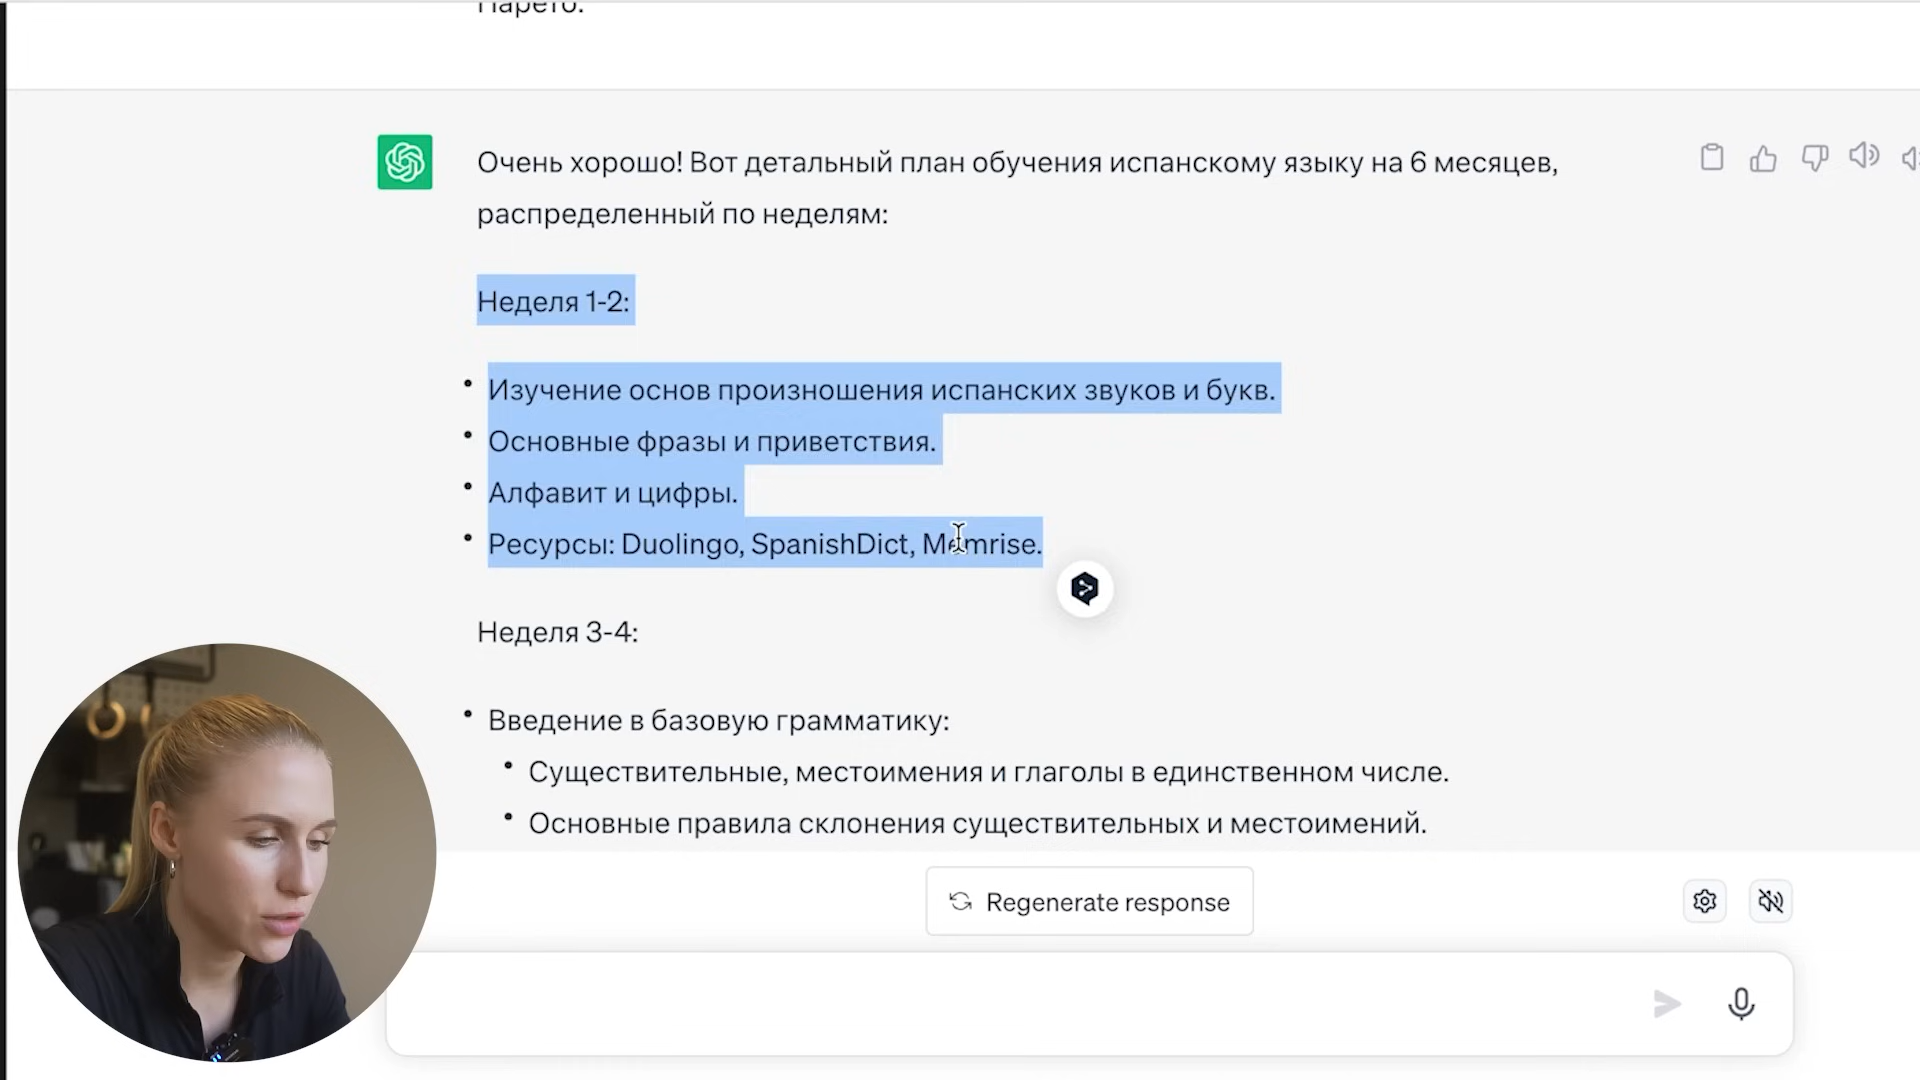 Парето.
Очень хорошо! Вот детальный план обучения испанскому языку на 6 месяцев,
распределенный по неделям:
Неделя 1-2:
Изучение основ произношения испанских звуков и букв.
Основные фразы и приветствия.
Алфавит и цифры.
Ресурсы: Duolingo, SpanishDict, Memrise.
Неделя 3-4:
Введение в базовую грамматику:
Существительные, местоимения и глаголы в единственном числе.
Основные правила склонения существительных и местоимений.
Regenerate response